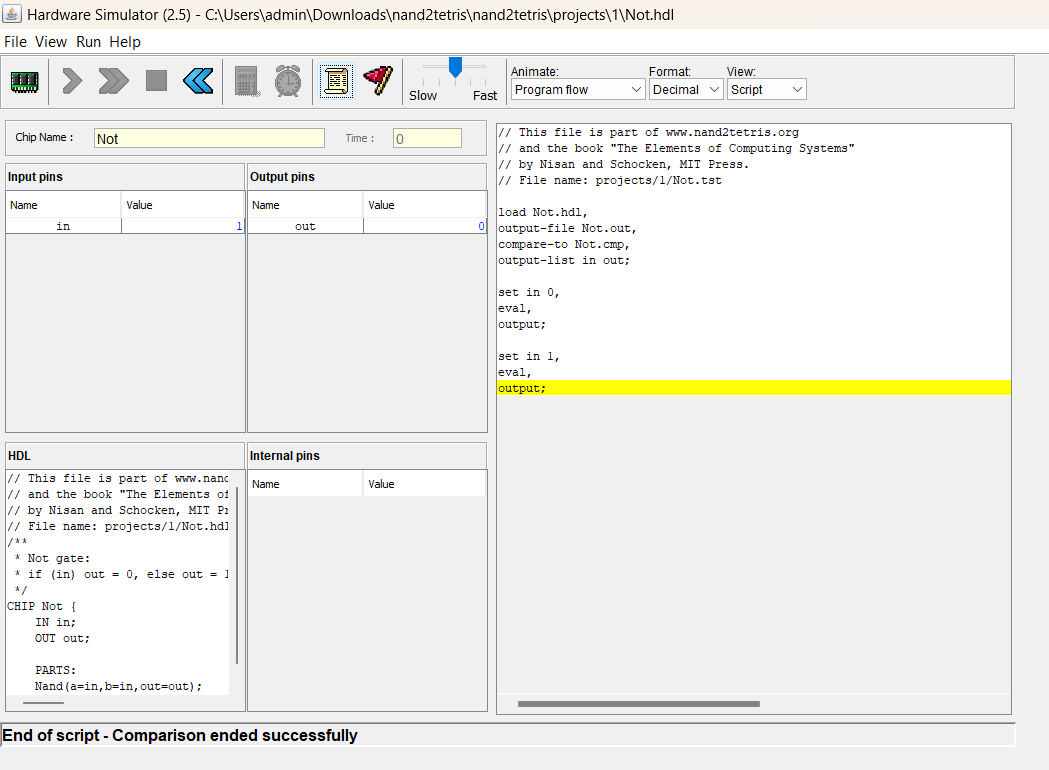 Hardware Simulator (2.5) - C:\Users\admin\Downloads\nand2tetris\nand2tetris\projects\1\Not.hdl
File View Run Help
Slow Fast
Animate: Format: View:
Program flow Decimal Script
Chip Name : Not Time : 0
Input pins
Name Value
in 1
Output pins
Name Value
out 0
HDL
// This file is part of www.nand
// and the book "The Elements of
// by Nisan and Schocken, MIT Pr
// File name: projects/1/Not.hdl
/**
 * Not gate:
 * if (in) out = 0, else out = 1
 */
CHIP Not {
    IN in;
    OUT out;
    PARTS:
    Nand(a=in,b=in,out=out);
Internal pins
Name Value
// This file is part of www.nand2tetris.org
// and the book "The Elements of Computing Systems"
// by Nisan and Schocken, MIT Press.
// File name: projects/1/Not.tst
load Not.hdl,
output-file Not.out,
compare-to Not.cmp,
output-list in out;
set in 0,
eval,
output;
set in 1,
eval,
output;
End of script - Comparison ended successfully